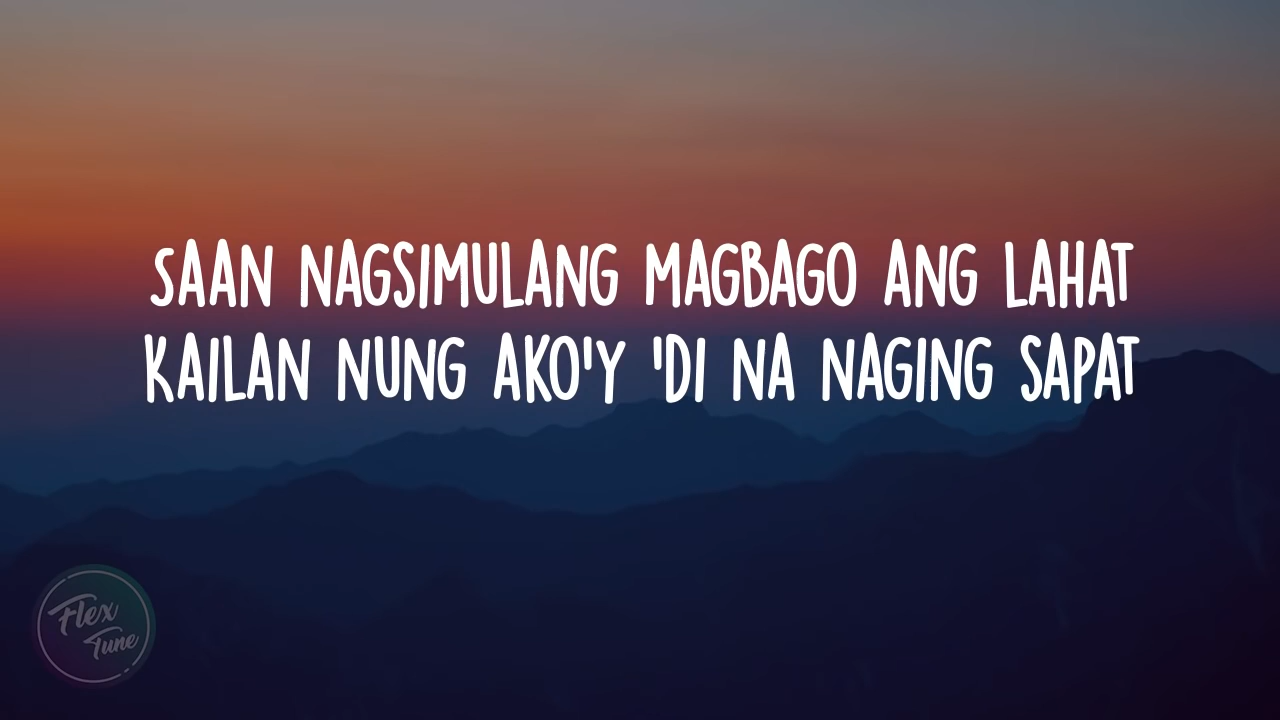 SAAN NAGSIMULANG MAGBAGO ANG LAHAT
KAILAN NUNG AKO'Y 'DI NA NAGING SAPAT
Flex
Tune